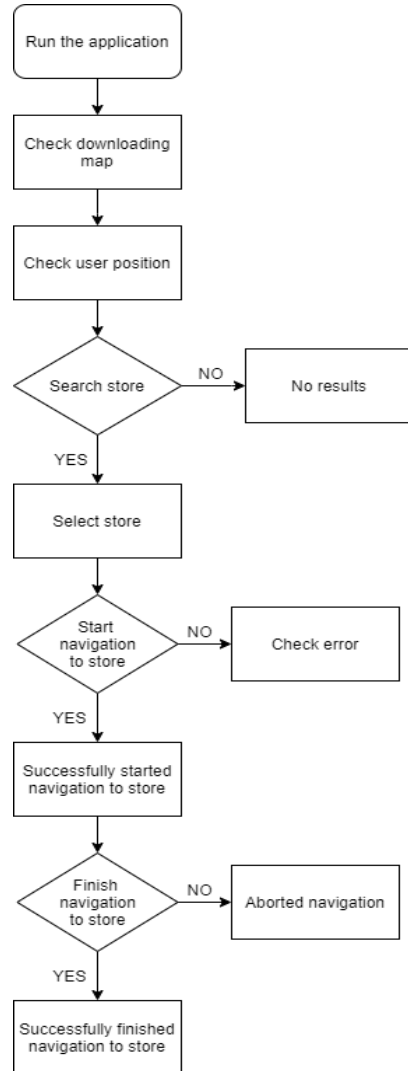 Run the application
Check downloading
map
Check user position
Search store
NO
No results
YES
Select store
Start
navigation
to store
NO
Check error
YES
Successfully started
navigation to store
Finish
navigation
to store
NO
Aborted navigation
YES
Successfully finished
navigation to store